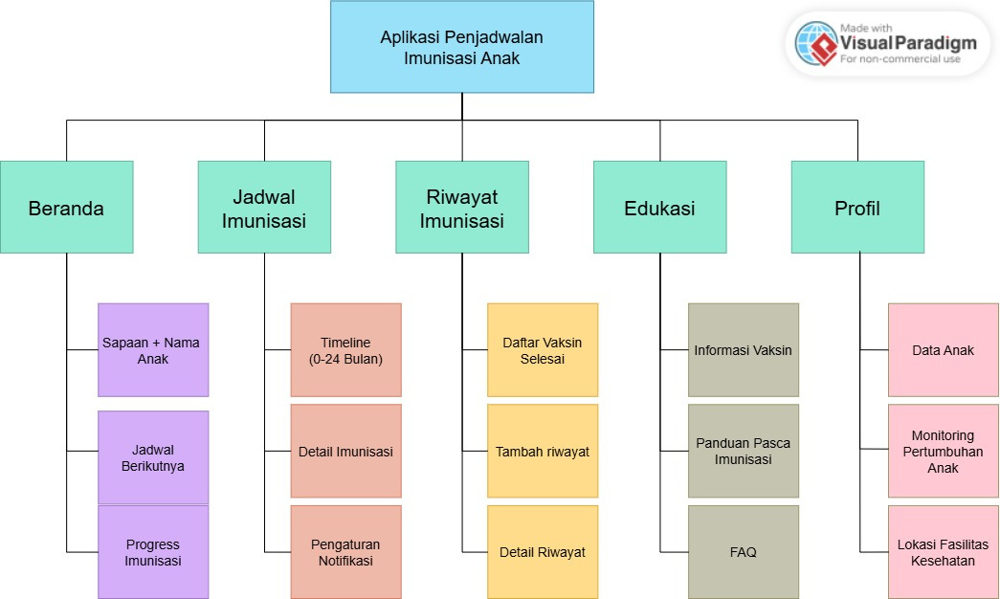 Aplikasi Penjadwalan
Imunisasi Anak
Made with
Visual Paradigm
For non-commercial use
Beranda
Jadwal
Imunisasi
Riwayat
Imunisasi
Edukasi
Profil
Sapaan + Nama
Anak
Timeline
(0-24 Bulan)
Daftar Vaksin
Selesai
Informasi Vaksin
Data Anak
Jadwal
Berikutnya
Detail Imunisasi
Tambah riwayat
Panduan Pasca
Imunisasi
Monitoring
Pertumbuhan
Anak
Progress
Imunisasi
Pengaturan
Notifikasi
Detail Riwayat
FAQ
Lokasi Fasilitas
Kesehatan